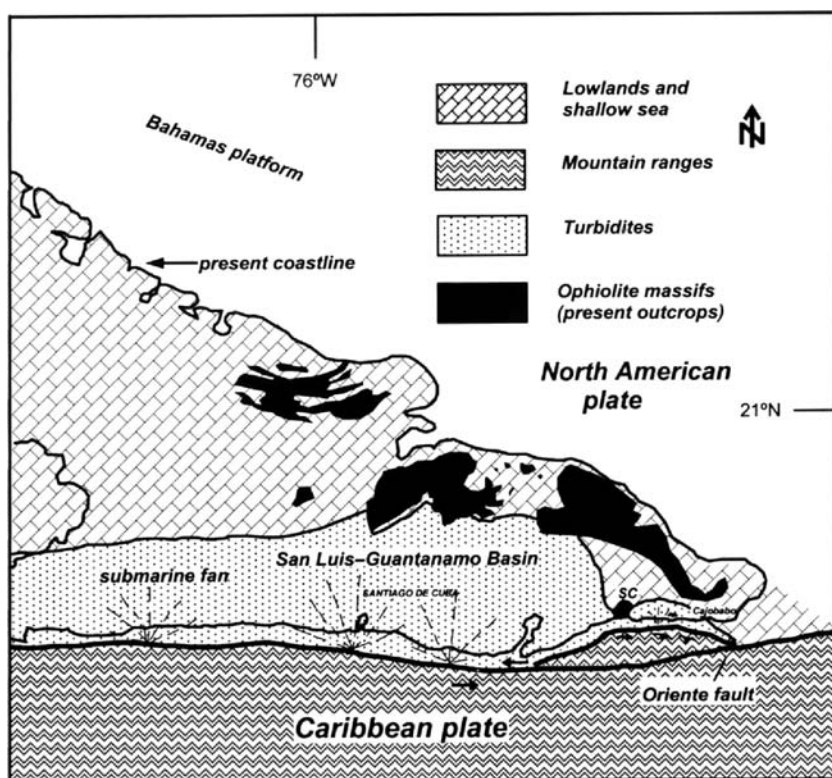 76ºW
Bahamas platform
Lowlands and
shallow sea
N
Mountain ranges
Turbidites
present coastline
Ophiolite massifs
(present outcrops)
North American
plate
21ºN
San Luis–Guantanamo Basin
submarine fan
SANTIAGO DE CUBA
SC
Cajobabo
Oriente fault
Caribbean plate